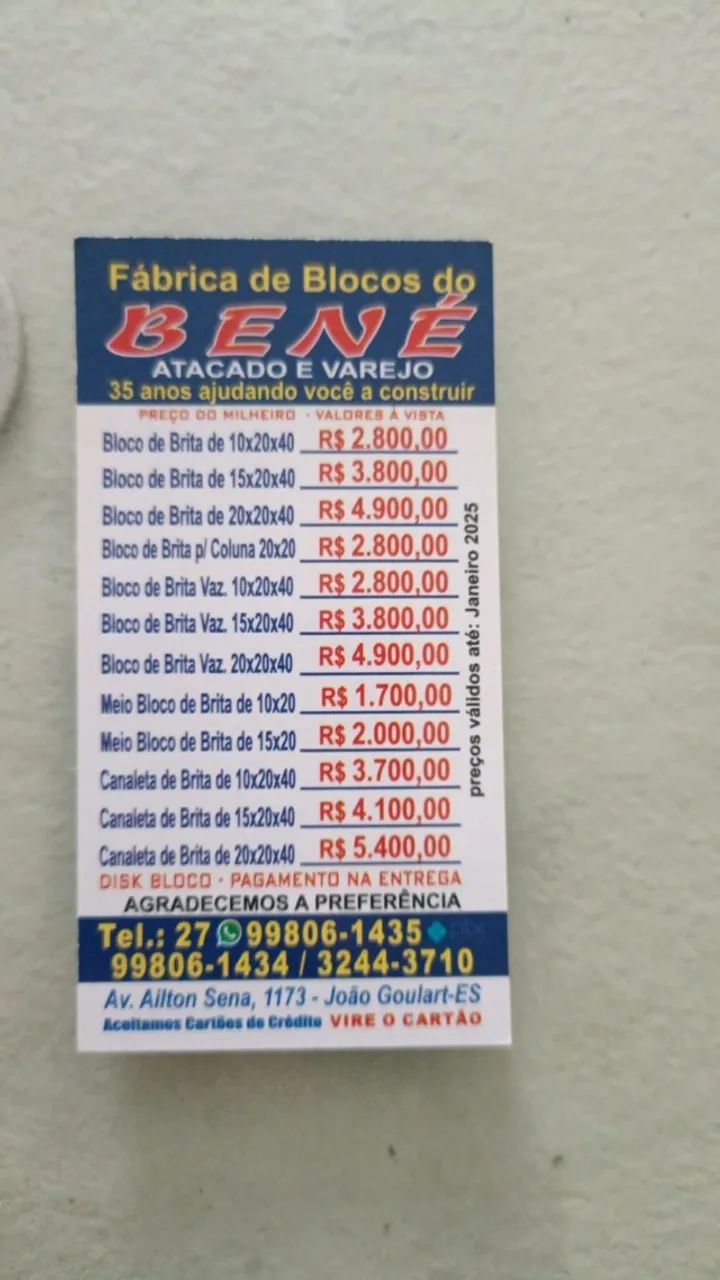 Fábrica de Blocos do
BENÉ
ATACADO E VAREJO
35 anos ajudando você a construir
PREÇO DO MILHEIRO - VALORES À VISTA
Bloco de Brita de 10x20x40 R$ 2.800,00
Bloco de Brita de 15x20x40 R$ 3.800,00
Bloco de Brita de 20x20x40 R$ 4.900,00
Bloco de Brita p/ Coluna 20x20 R$ 2.800,00
Bloco de Brita Vaz. 10x20x40 R$ 2.800,00
Bloco de Brita Vaz. 15x20x40 R$ 3.800,00
Bloco de Brita Vaz. 20x20x40 R$ 4.900,00
Meio Bloco de Brita de 10x20 R$ 1.700,00
Meio Bloco de Brita de 15x20 R$ 2.000,00
Canaleta de Brita de 10x20x40 R$ 3.700,00
Canaleta de Brita de 15x20x40 R$ 4.100,00
Canaleta de Brita de 20x20x40 R$ 5.400,00
preços válidos até: Janeiro 2025
DISK BLOCO - PAGAMENTO NA ENTREGA
AGRADECEMOS A PREFERÊNCIA
Tel.: 27 99806-1435
99806-1434 / 3244-3710
Av. Ailton Sena, 1173 - João Goulart-ES
Aceitamos Cartões de Crédito VIRE O CARTÃO